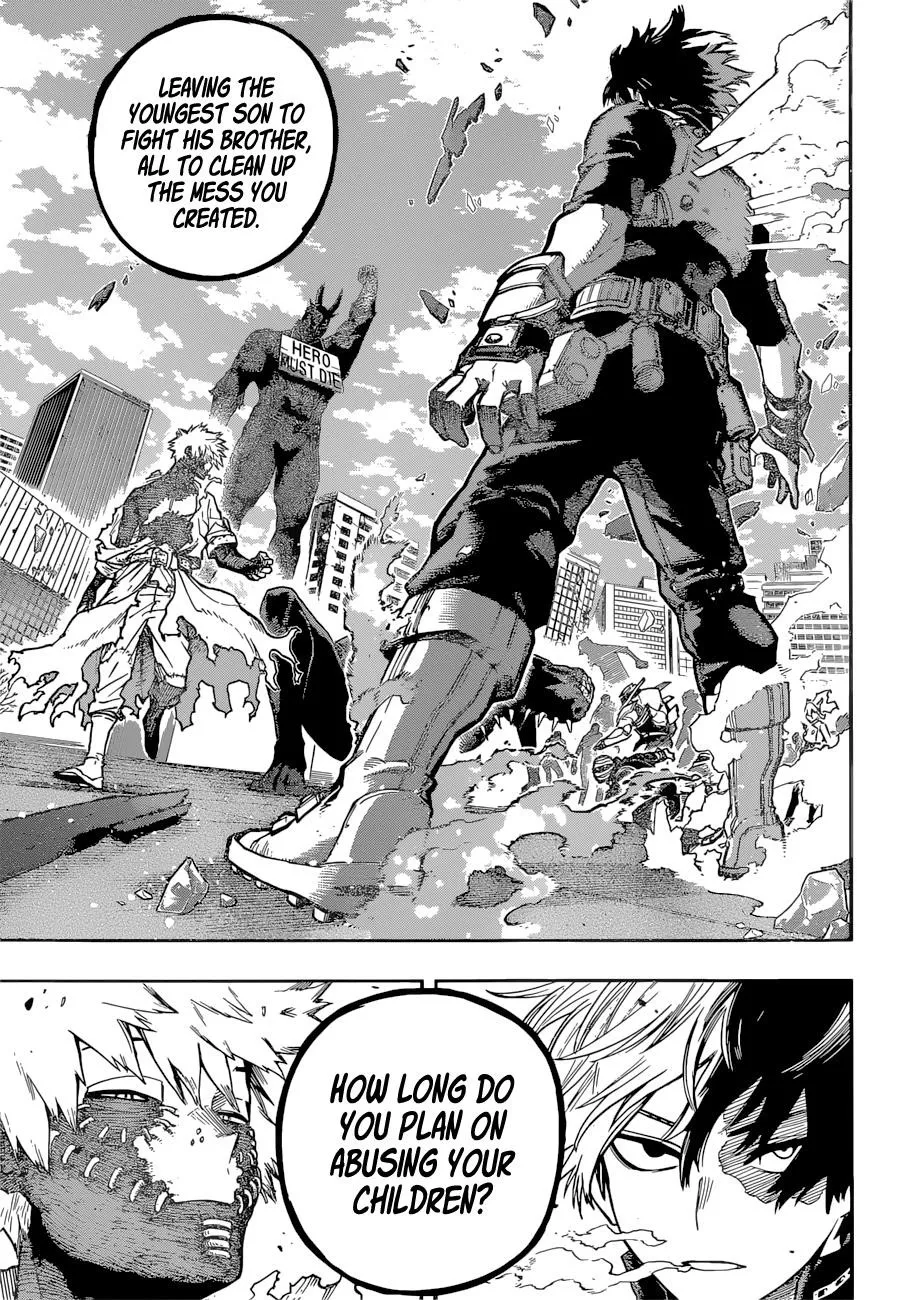 LEAVING THE
YOUNGEST SON TO
FIGHT HIS BROTHER,
ALL TO CLEAN UP
THE MESS YOU
CREATED.
HERO
MUST DIE
HOW LONG DO
YOU PLAN ON
ABUSING YOUR
CHILDREN?